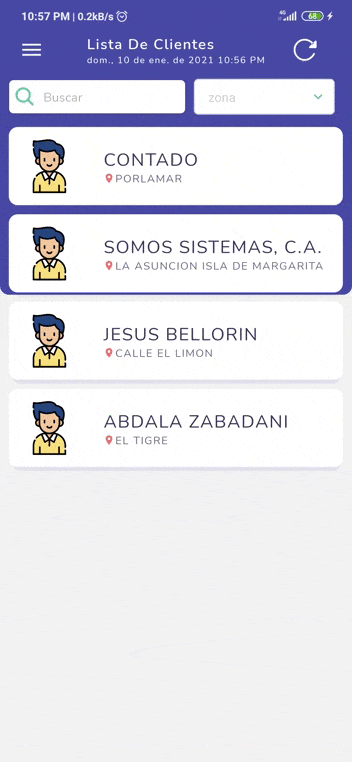 10:57 PM | 0.2kB/s
4G
68
Lista De Clientes
dom., 10 de ene. de 2021 10:56 PM
Buscar
zona
CONTADO
PORLAMAR
SOMOS SISTEMAS, C.A.
LA ASUNCION ISLA DE MARGARITA
JESUS BELLORIN
CALLE EL LIMON
ABDALA ZABADANI
EL TIGRE